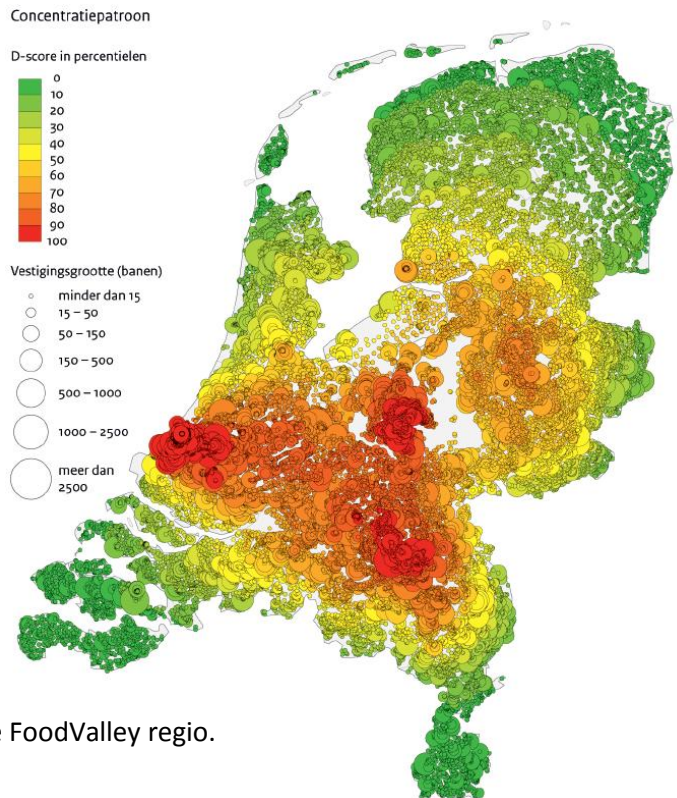 Concentratiepatroon
D-score in percentielen
0
10
20
30
40
50
60
70
80
90
100
Vestigingsgrootte (banen)
minder dan 15
15 – 50
50 – 150
150 – 500
500 – 1000
1000 – 2500
meer dan
2500
FoodValley regio.